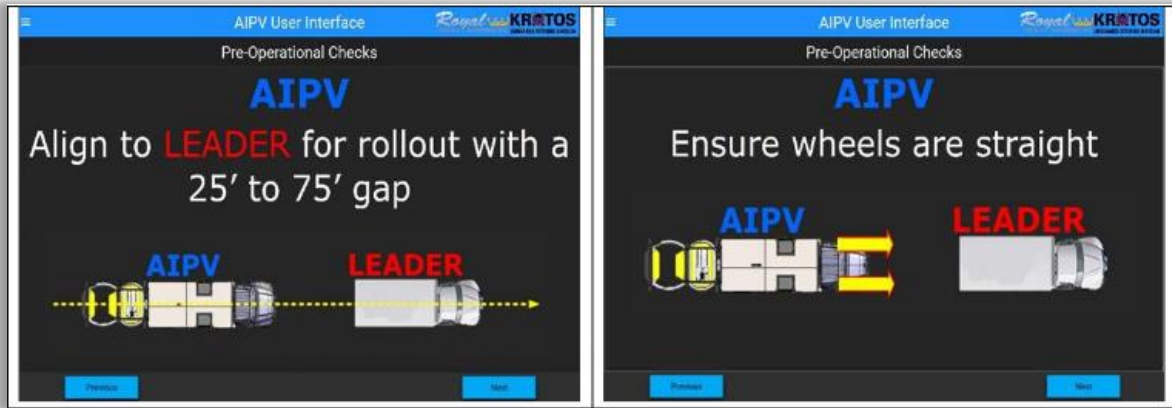 AIPV User Interface
Royal
KRATOS
Pre-Operational Checks
AIPV
Align to LEADER for rollout with a
25' to 75' gap
AIPV
LEADER
Previous
Next
AIPV User Interface
Royal
KRATOS
Pre-Operational Checks
AIPV
Ensure wheels are straight
AIPV
LEADER
Previous
Next